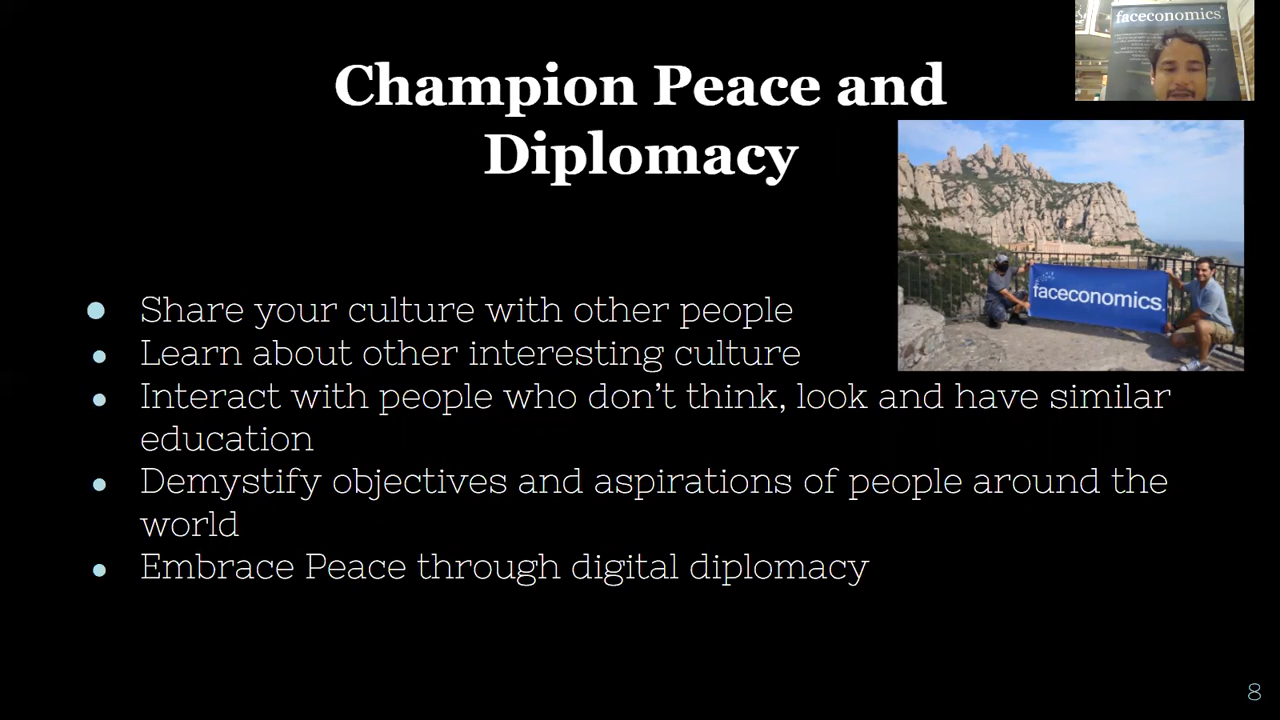 faceconomics.
Champion Peace and
Diplomacy
faceconomics.
Share your culture with other people
Learn about other interesting culture
Interact with people who don't think, look and have similar
education
Demystify objectives and aspirations of people around the
world
Embrace Peace through digital diplomacy
8